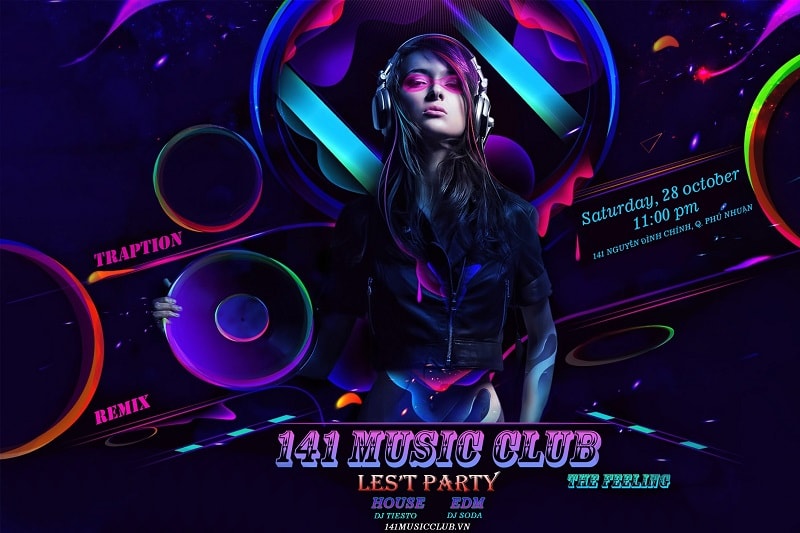 Saturday, 28 october
11:00 pm
141 NGUYỄN ĐÌNH CHÍNH, Q. PHÚ NHUẬN
TRAPTION
REMIX
141 MUSIC CLUB
LES'T PARTY
THE FEELING
HOUSE EDM
DJ TIESTO DJ SODA
141MUSICCLUB.VN